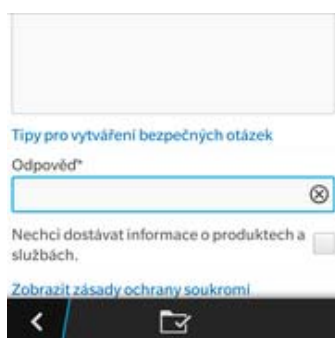 Tipy pro vytváření bezpečných otázek
Odpověď*
Nechci dostávat informace o produktech a
službách.
Zobrazit zásady ochrany soukromí